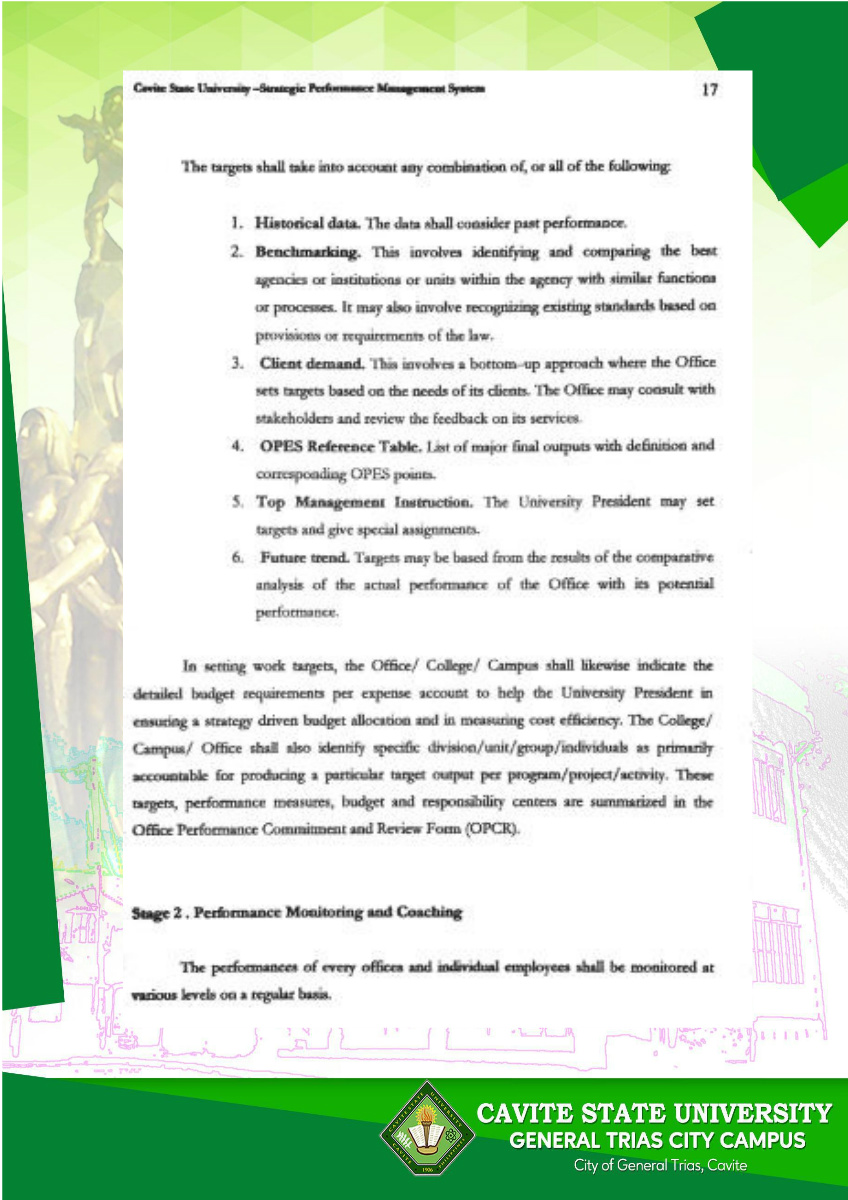 Cavite State University –Strategic Performance Management System
17
The targets shall take into account any combination of, or all of the following:
1. Historical data. The data shall consider past performance.
2. Benchmarking. This involves identifying and comparing the best
agencies or institutions or units within the agency with similar functions
or processes. It may also involve recognizing existing standards based on
provisions or requirements of the law.
3. Client demand. This involves a bottom-up approach where the Office
sets targets based on the needs of its clients. The Office may consult with
stakeholders and review the feedback on its services.
4. OPES Reference Table. List of major final outputs with definition and
corresponding OPES points.
5. Top Management Instruction. The University President may set
targets and give special assignments.
6. Future trend. Targets may be based from the results of the comparative
analysis of the actual performance of the Office with its potential
performance.
In setting work targets, the Office/ College/ Campus shall likewise indicate the
detailed budget requirements per expense account to help the University President in
ensuring a strategy driven budget allocation and in measuring cost efficiency. The College/
Campus/ Office shall also identify specific division/unit/group/individuals as primarily
accountable for producing a particular target output per program/project/activity. These
targets, performance measures, budget and responsibility centers are summarized in the
Office Performance Commitment and Review Form (OPCR).
Stage 2 . Performance Monitoring and Coaching
The performances of every offices and individual employees shall be monitored at
various levels on a regular basis.
CAVITE STATE UNIVERSITY
GENERAL TRIAS CITY CAMPUS
City of General Trias, Cavite
CAVITE
1906